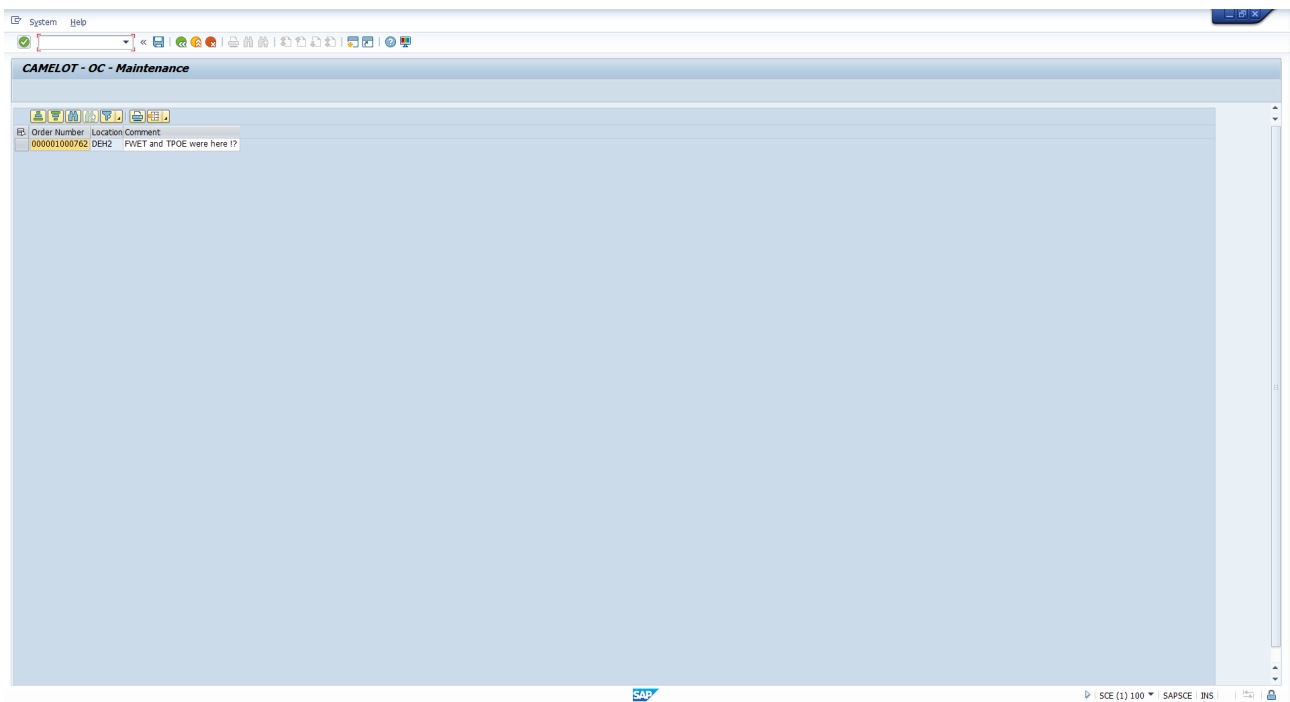 System Help
CAMELOT - OC - Maintenance
Order Number Location Comment
000001000762 DEH2 FWET and TPOE were here !?
SAP
SCE (1) 100 SAPSCE INS